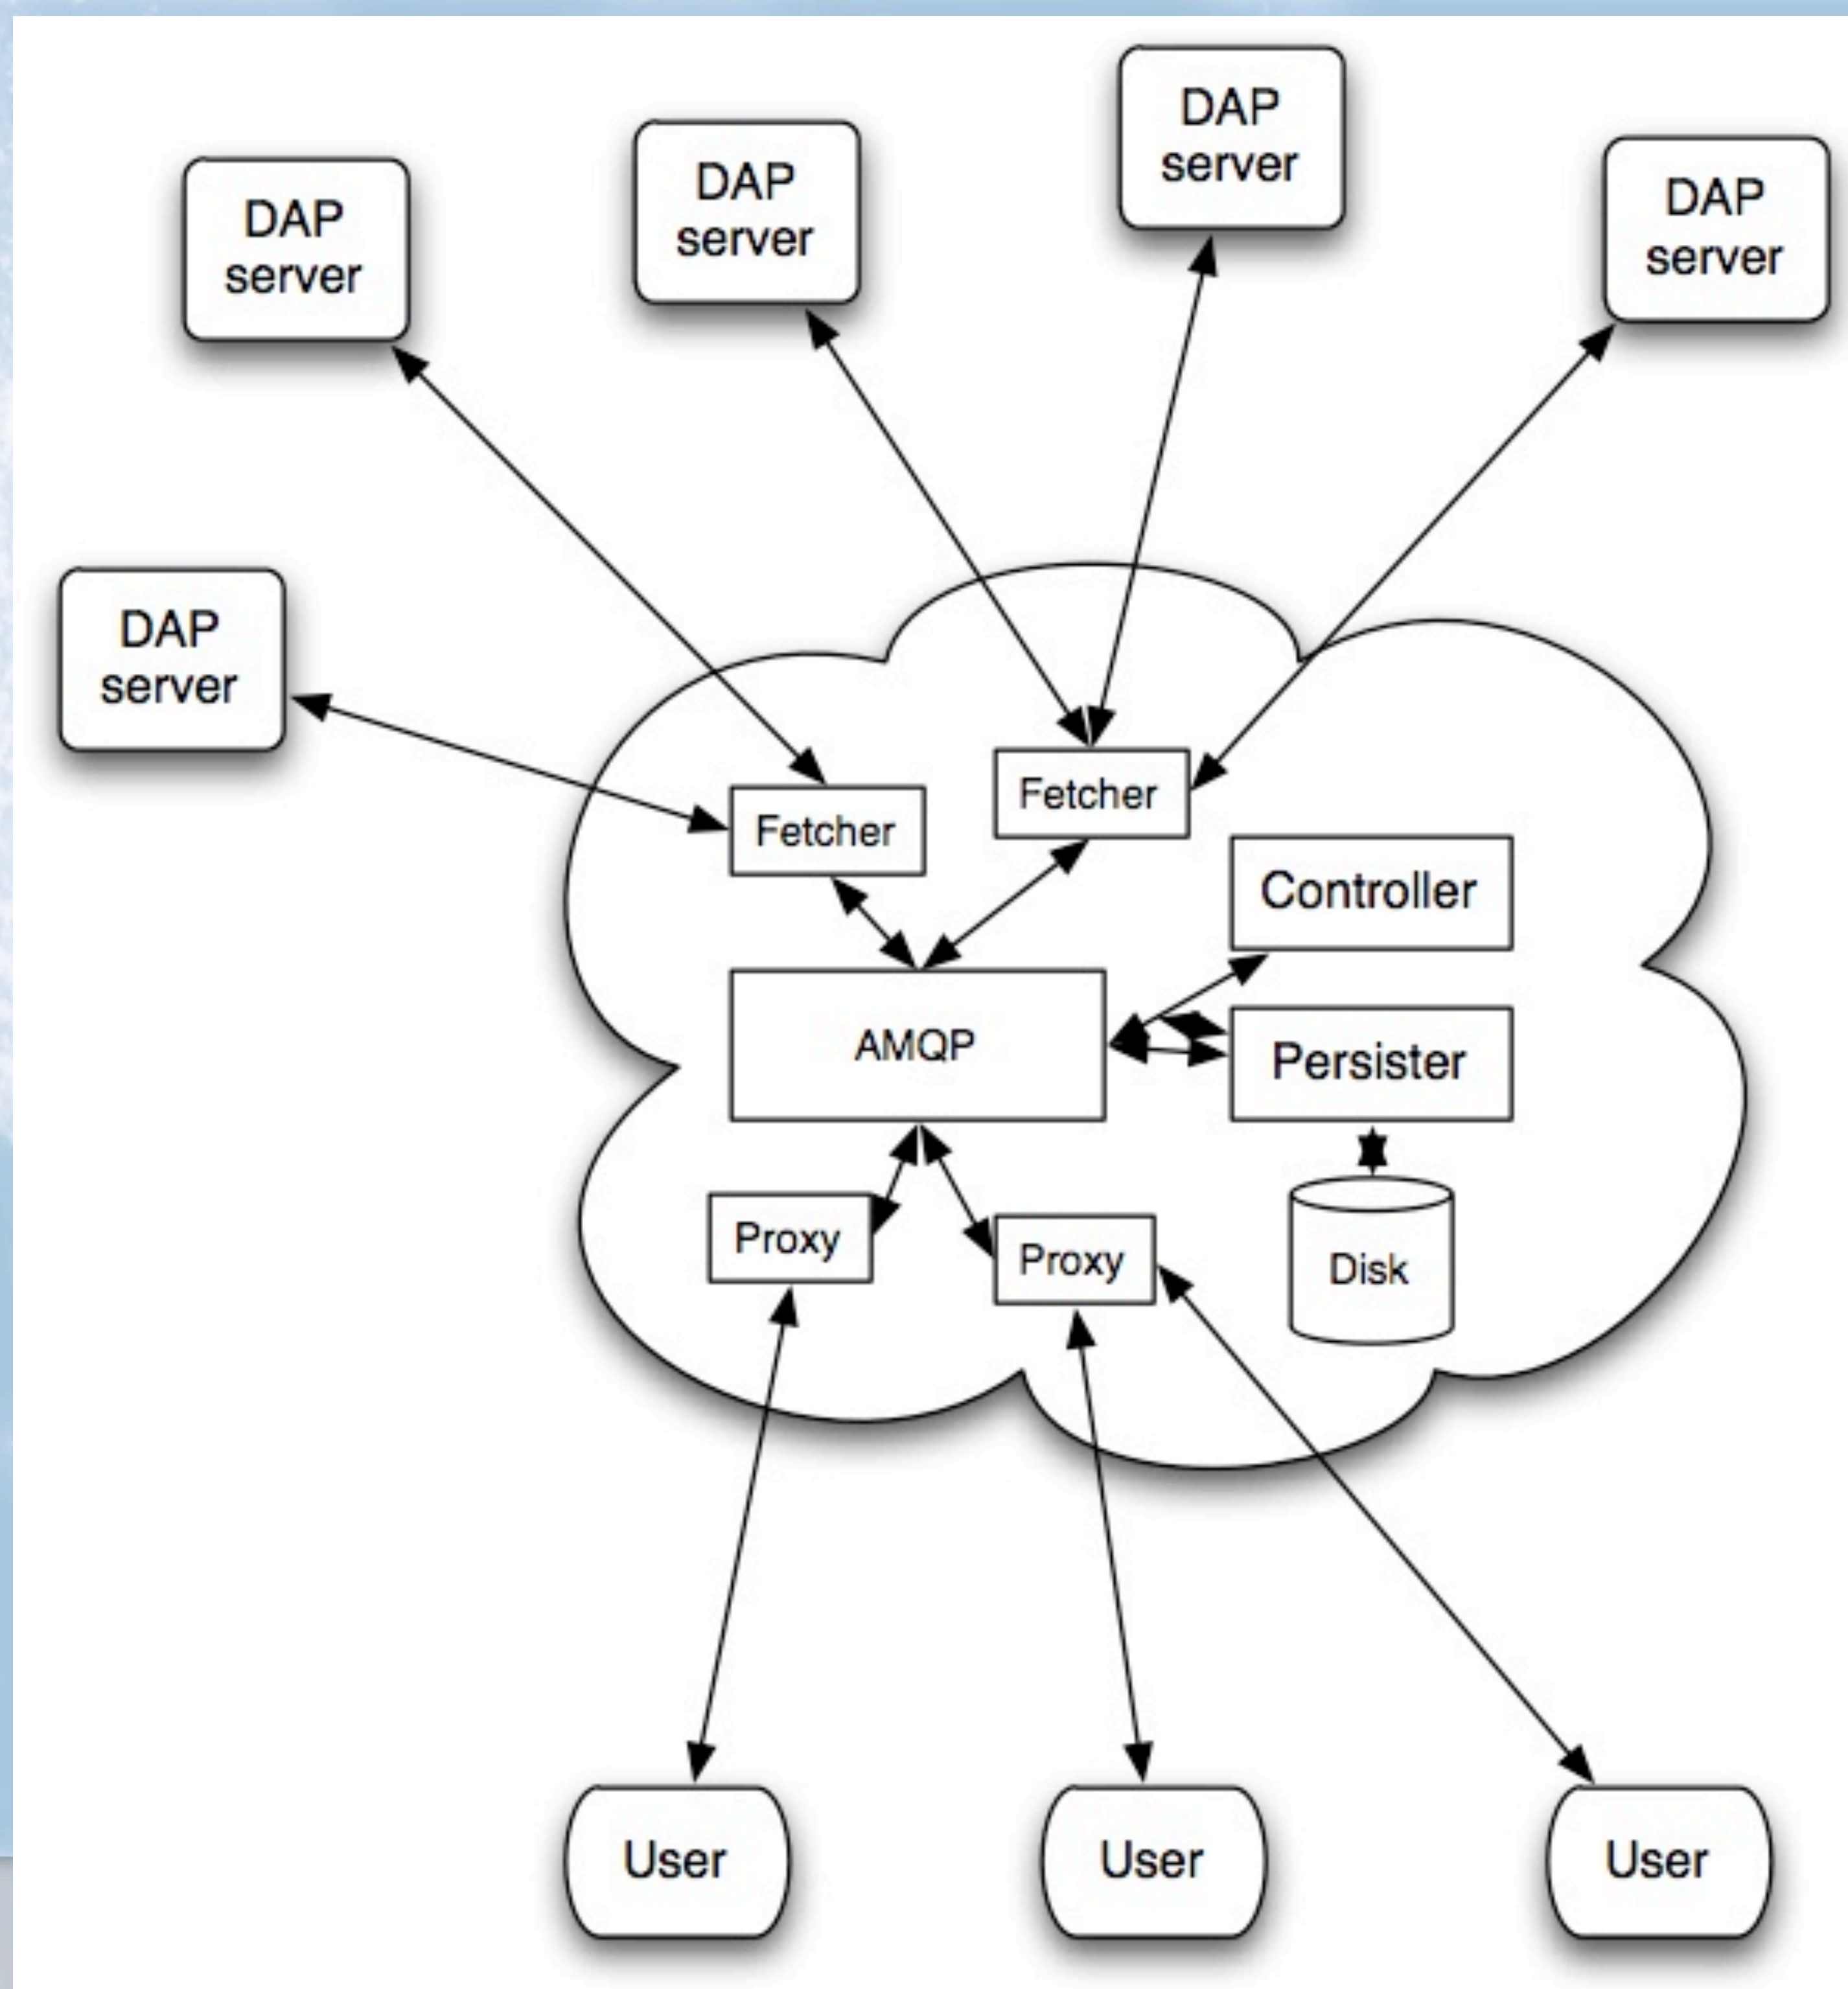 DAP
server
DAP
server
DAP
server
DAP
server
DAP
server
Fetcher
Fetcher
Controller
AMQP
Persister
Proxy
Proxy
Disk
User
User
User